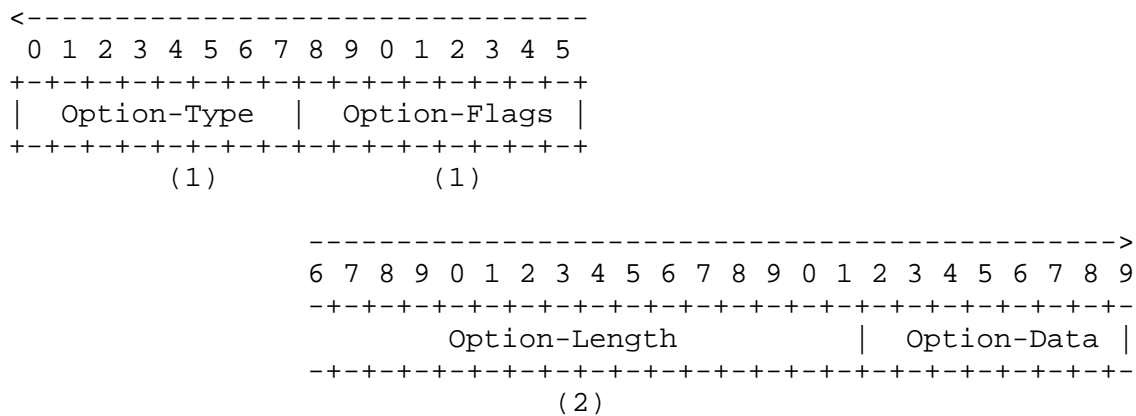 <--------------------------------
0 1 2 3 4 5 6 7 8 9 0 1 2 3 4 5
+-+-+-+-+-+-+-+-+-+-+-+-+-+-+-+-+
|  Option-Type  |  Option-Flags |
+-+-+-+-+-+-+-+-+-+-+-+-+-+-+-+-+
(1) (1)
---------------------------------------------->
6 7 8 9 0 1 2 3 4 5 6 7 8 9 0 1 2 3 4 5 6 7 8 9
-+-+-+-+-+-+-+-+-+-+-+-+-+-+-+-+-+-+-+-+-+-+-+-
Option-Length | Option-Data |
-+-+-+-+-+-+-+-+-+-+-+-+-+-+-+-+-+-+-+-+-+-+-+-
(2)